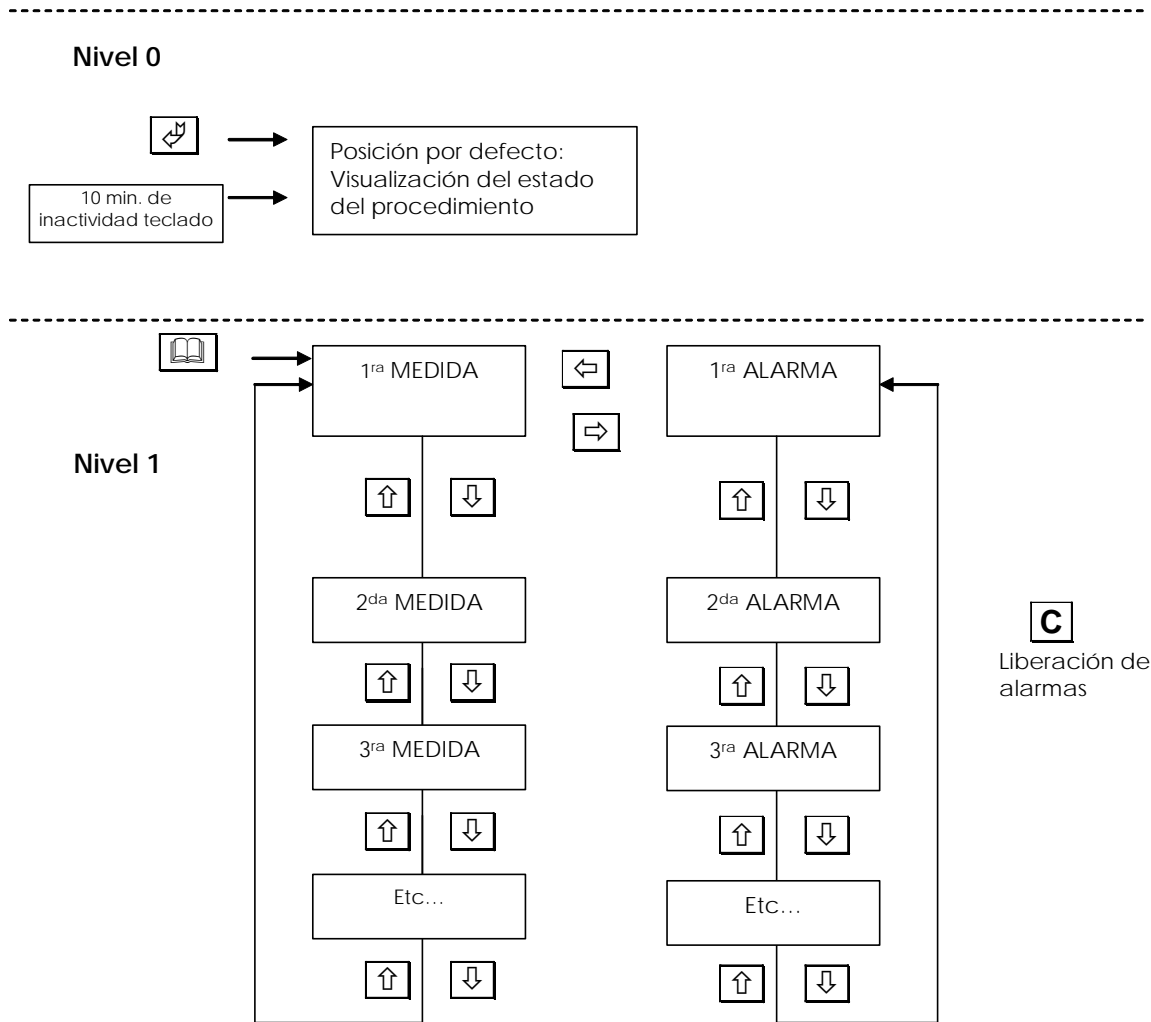 Nivel 0
Posición por defecto:
Visualización del estado
del procedimiento
10 min. de
inactividad teclado
1ra MEDIDA
1ra ALARMA
Nivel 1
2da MEDIDA
2da ALARMA
C
Liberación de
alarmas
3ra MEDIDA
3ra ALARMA
Etc...
Etc...